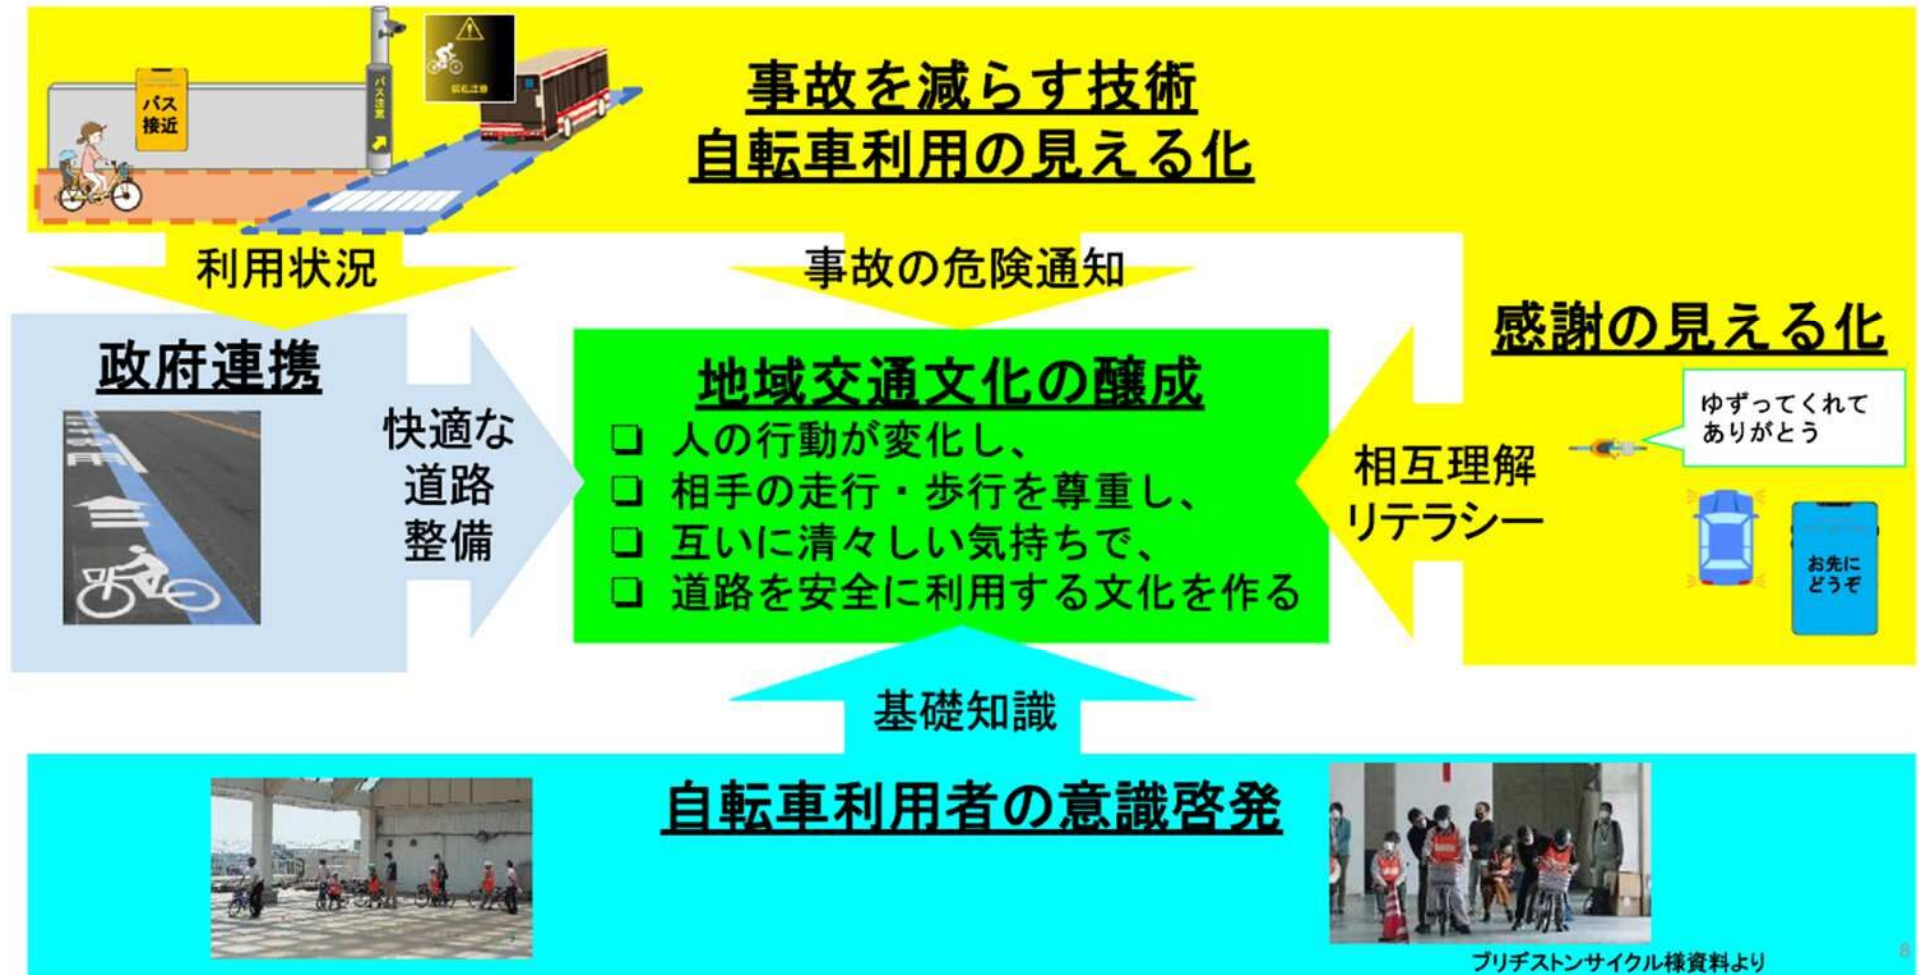 バス
接近
バス注意
事故を減らす技術
自転車利用の見える化
利用状況
事故の危険通知
感謝の見える化
政府連携
快適な
道路
整備
地域交通文化の醸成
❏ 人の行動が変化し、
❏ 相手の走行・歩行を尊重し、
❏ 互いに清々しい気持ちで、
❏ 道路を安全に利用する文化を作る
相互理解
リテラシー
ゆずってくれて
ありがとう
お先に
どうぞ
基礎知識
自転車利用者の意識啓発
ブリヂストンサイクル様資料より
8